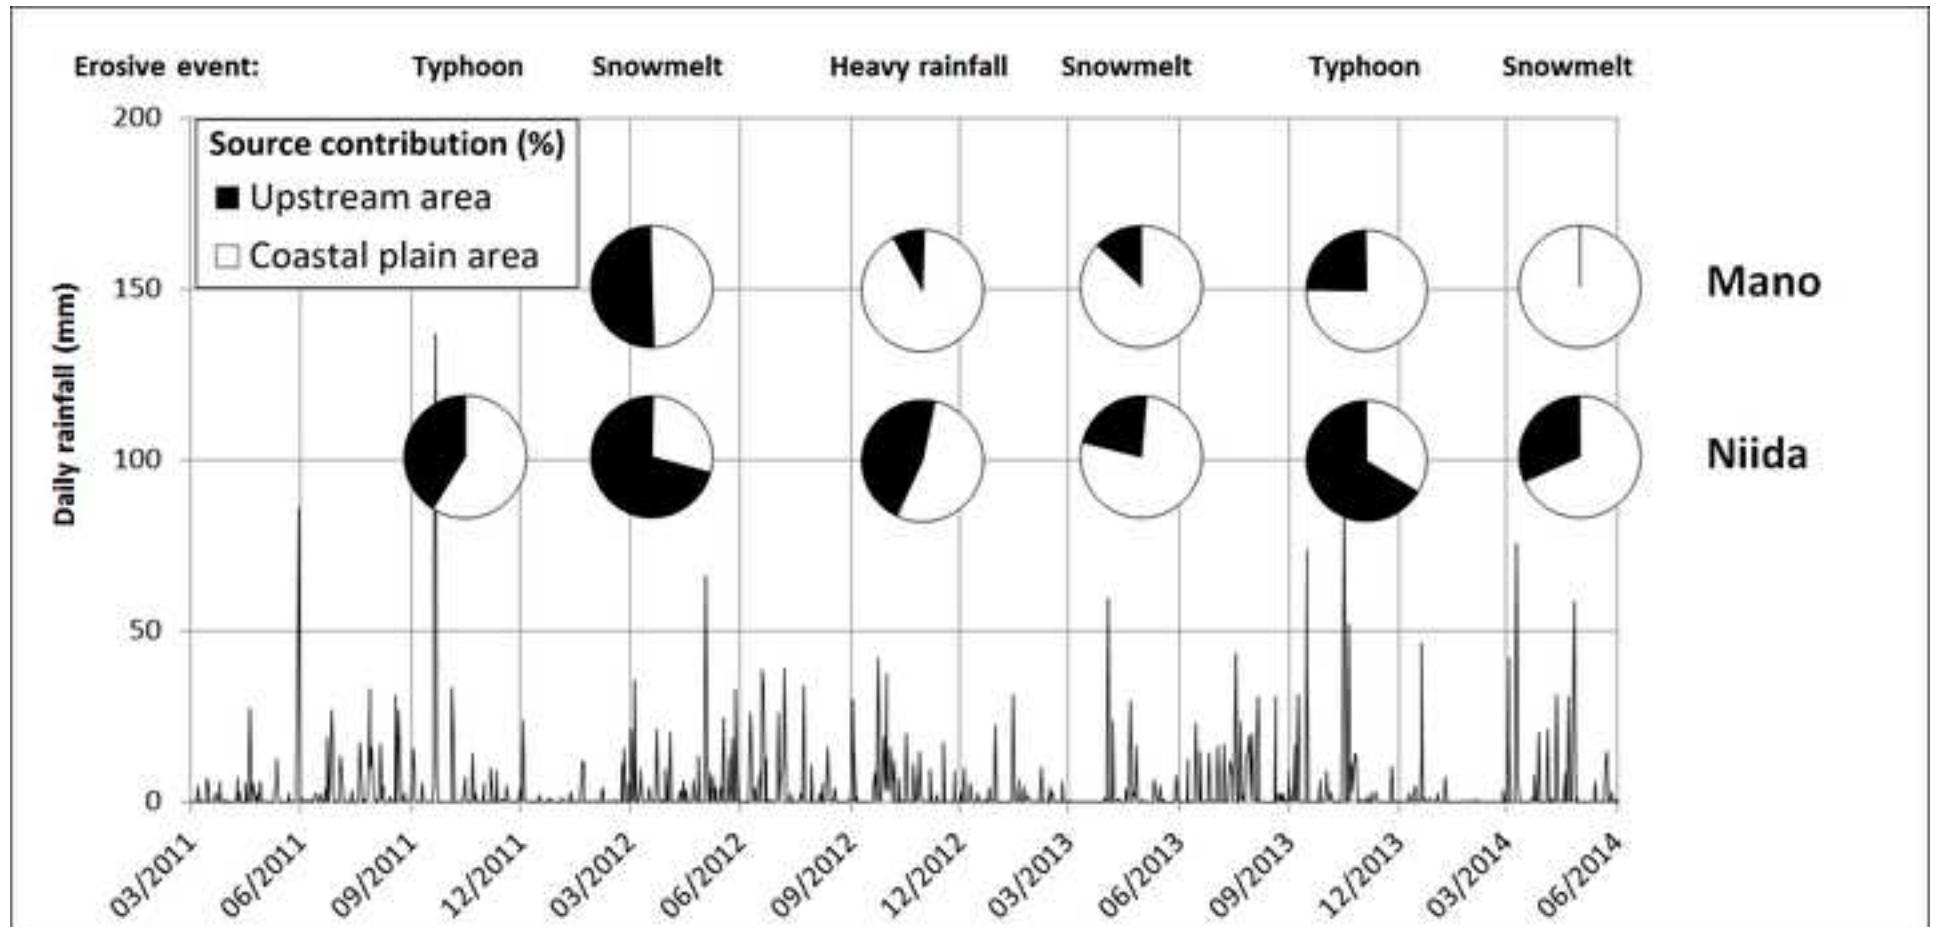 Erosive event: Typhoon Snowmelt Heavy rainfall Snowmelt Typhoon Snowmelt
200
Source contribution (%)
Upstream area
Coastal plain area
150
Mano
Daily rainfall (mm)
100
Niida
50
0
03/2011 06/2011 09/2011 12/2011 03/2012 06/2012 09/2012 12/2012 03/2013 06/2013 09/2013 12/2013 03/2014 06/2014